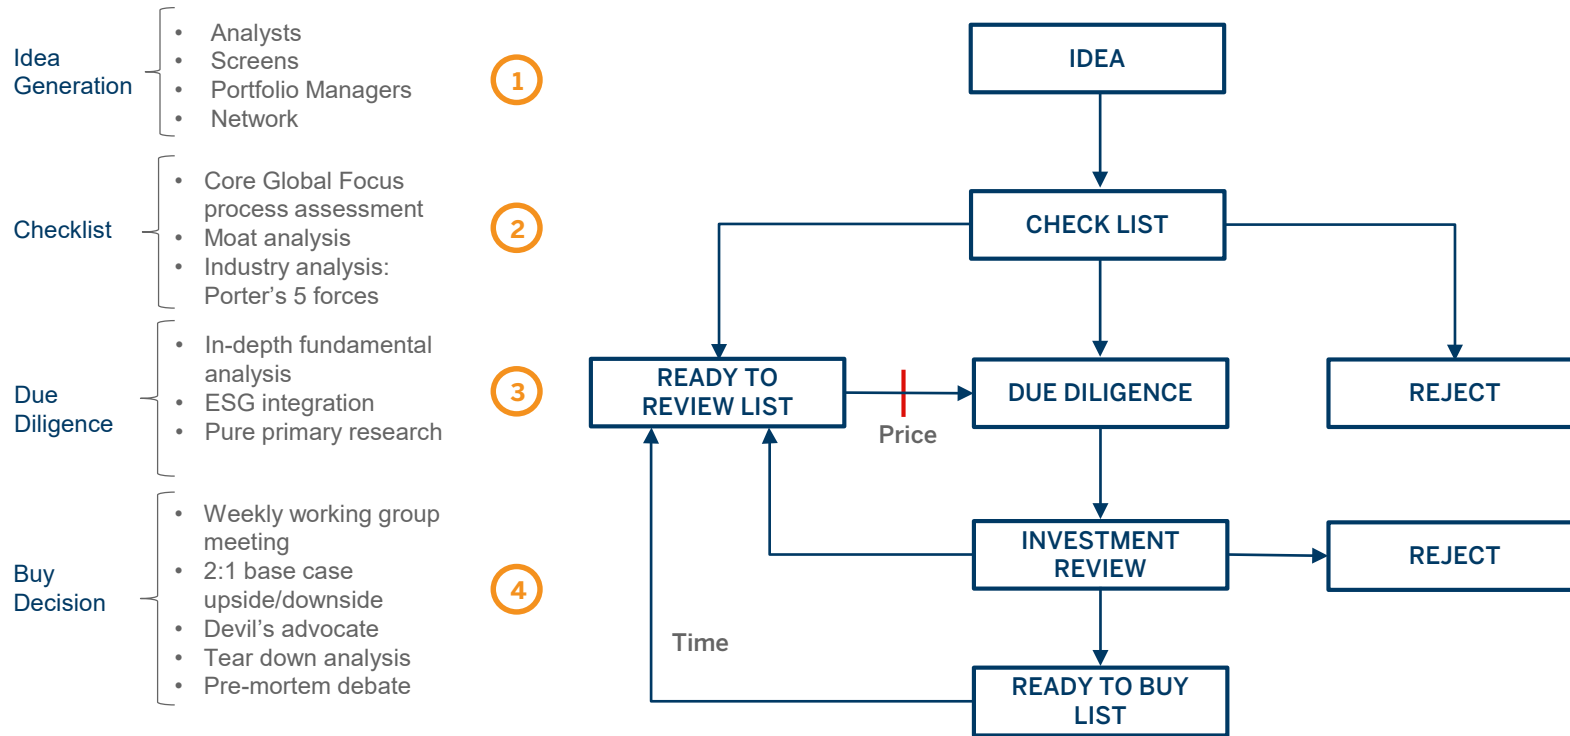 Idea
Generation
• Analysts
• Screens
• Portfolio Managers
• Network
1
Checklist
• Core Global Focus
process assessment
• Moat analysis
• Industry analysis:
Porter’s 5 forces
2
Due
Diligence
• In-depth fundamental
analysis
• ESG integration
• Pure primary research
3
Buy
Decision
• Weekly working group
meeting
• 2:1 base case
upside/downside
• Devil’s advocate
• Tear down analysis
• Pre-mortem debate
4
IDEA
CHECK LIST
READY TO
REVIEW LIST
Price
DUE DILIGENCE
REJECT
INVESTMENT
REVIEW
REJECT
Time
READY TO BUY
LIST